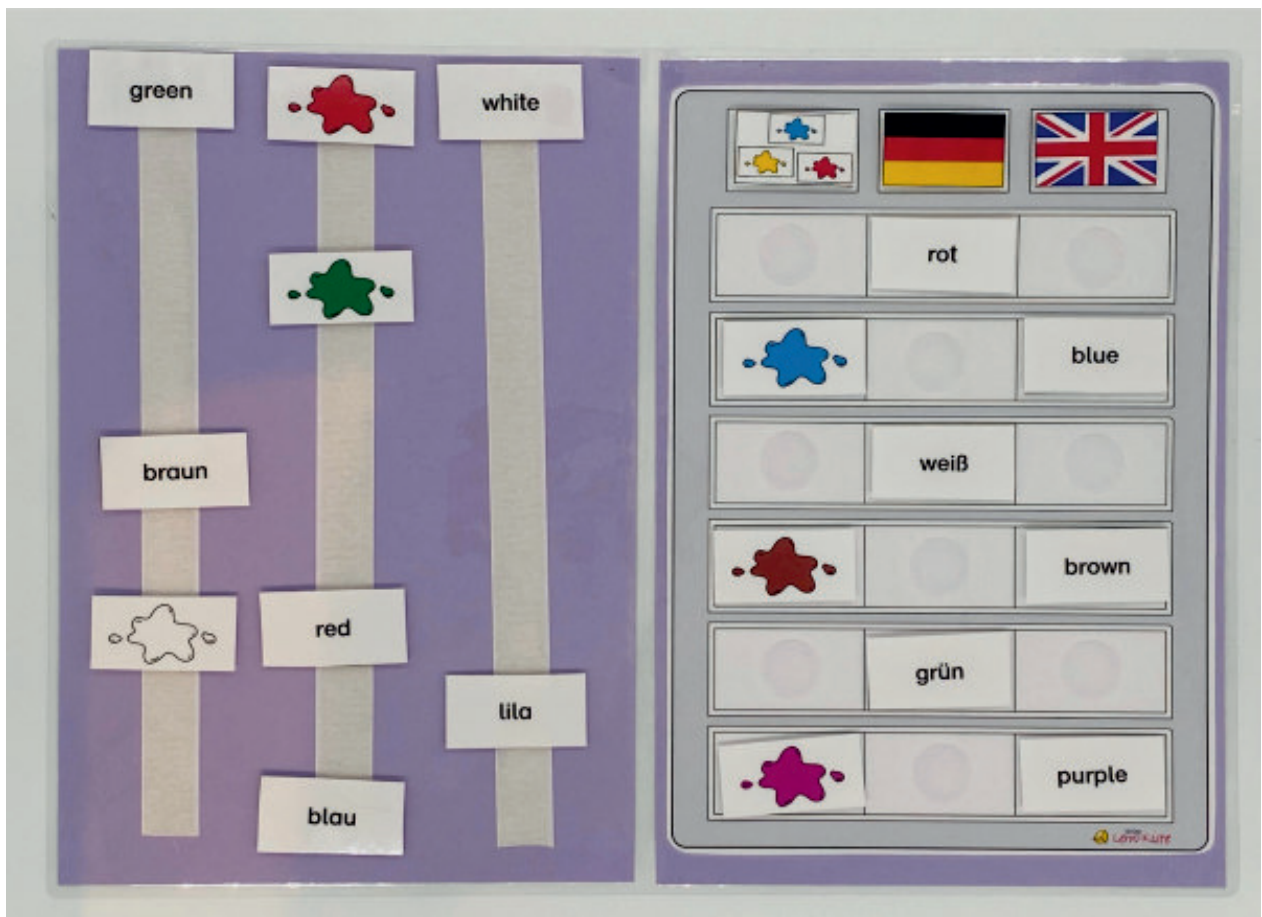 green
white
braun
red
lila
blau
rot
blue
weiß
brown
grün
purple